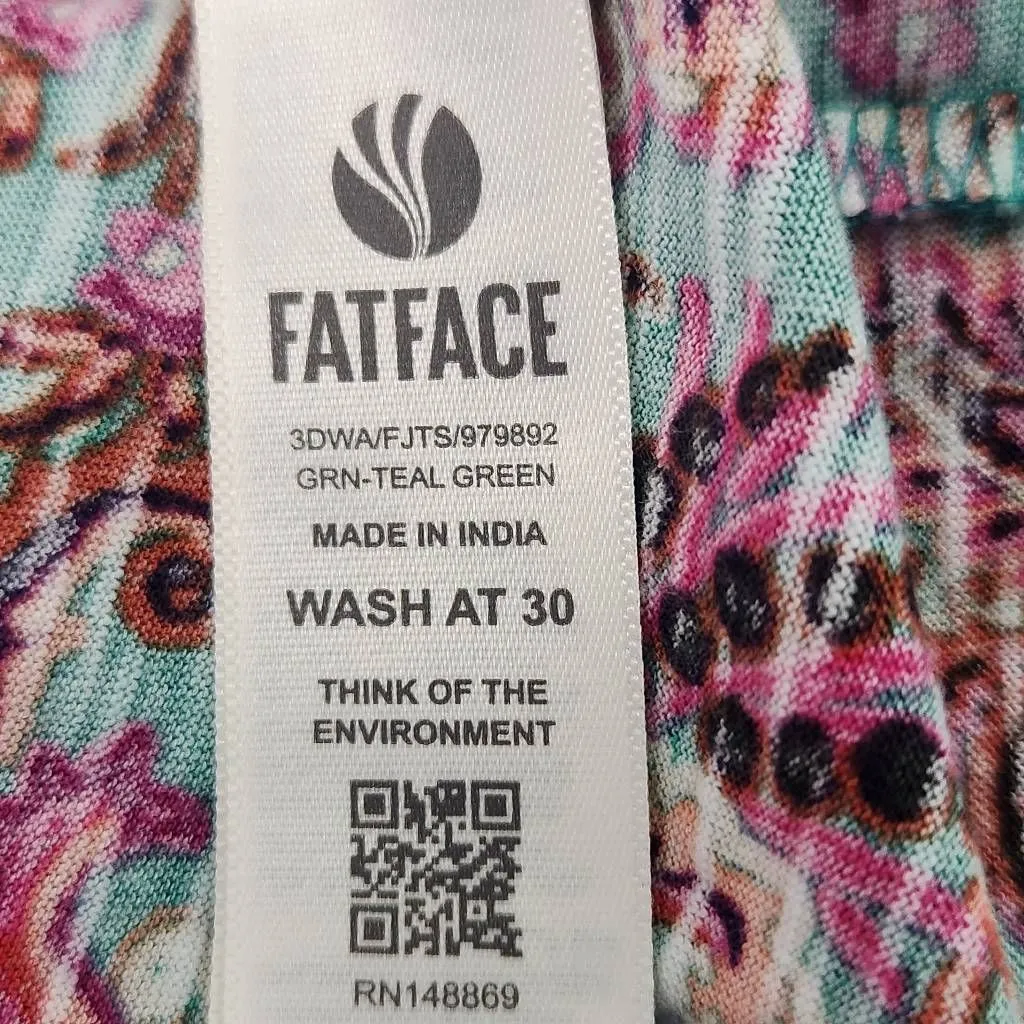 FATFACE
3DWA/FJTS/979892
GRN-TEAL GREEN
MADE IN INDIA
WASH AT 30
THINK OF THE
ENVIRONMENT
RN148869